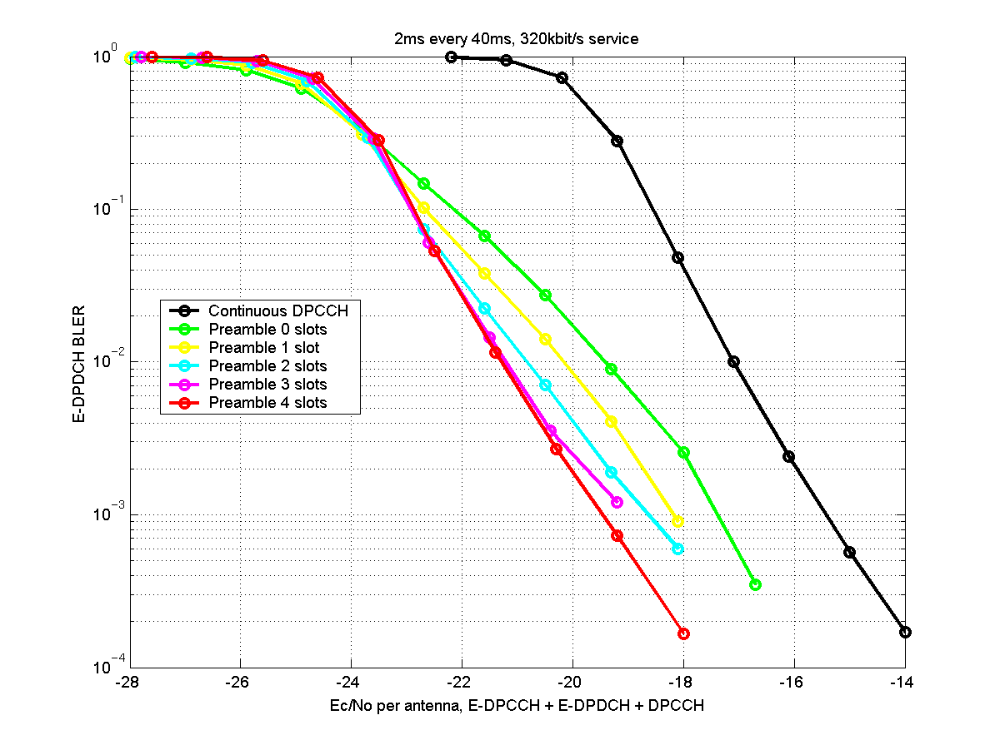 2ms every 40ms, 320kbit/s service
10^0
10^-1
10^-2
10^-3
10^-4
E-DPDCH BLER
Continuous DPCCH
Preamble 0 slots
Preamble 1 slot
Preamble 2 slots
Preamble 3 slots
Preamble 4 slots
-28 -26 -24 -22 -20 -18 -16 -14
Ec/No per antenna, E-DPCCH + E-DPDCH + DPCCH